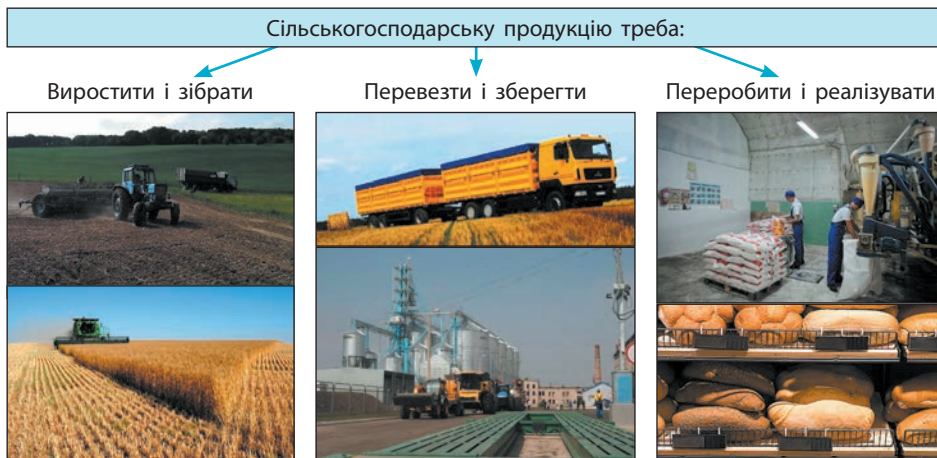 Сільськогосподарську продукцію треба:
Виростити і зібрати
Перевезти і зберегти
Переробити і реалізувати